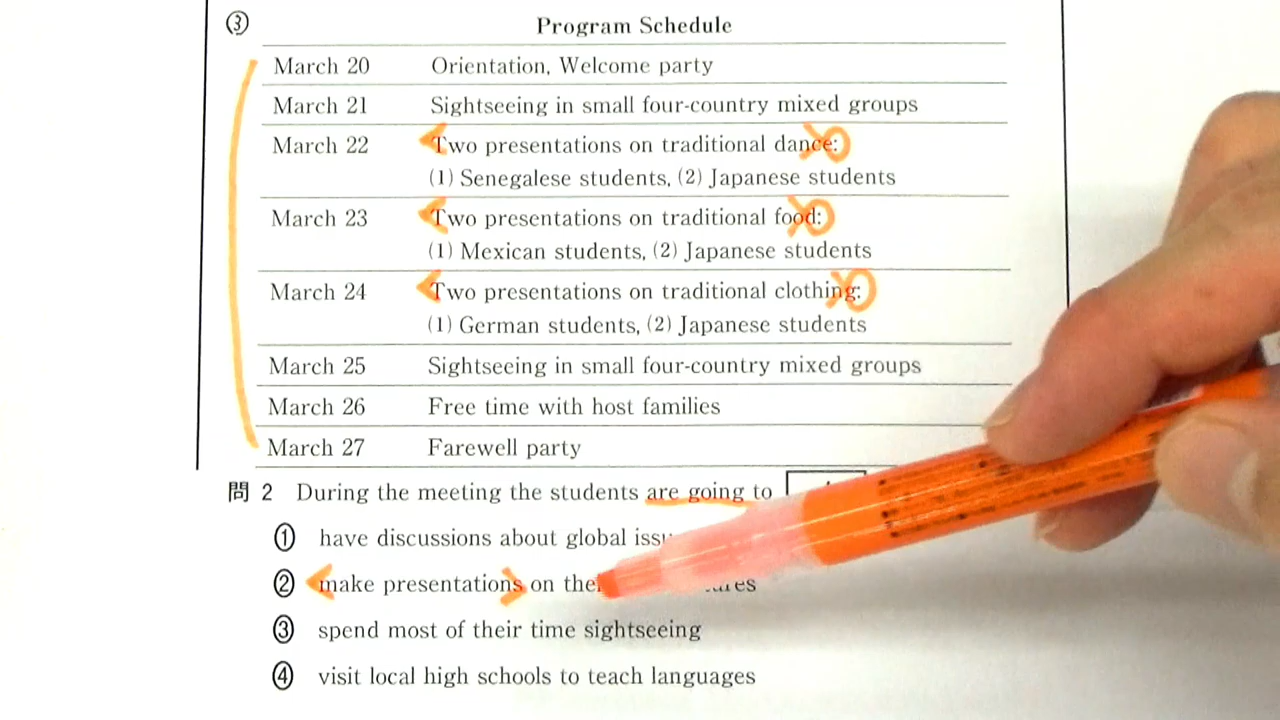 ③ Program Schedule
March 20 Orientation, Welcome party
March 21 Sightseeing in small four-country mixed groups
March 22 Two presentations on traditional dance:
(1) Senegalese students, (2) Japanese students
March 23 Two presentations on traditional food:
(1) Mexican students, (2) Japanese students
March 24 Two presentations on traditional clothing:
(1) German students, (2) Japanese students
March 25 Sightseeing in small four-country mixed groups
March 26 Free time with host families
March 27 Farewell party
問 2 During the meeting the students are going to
① have discussions about global
② make presentations on
③ spend most of their time sightseeing
④ visit local high schools to teach languages